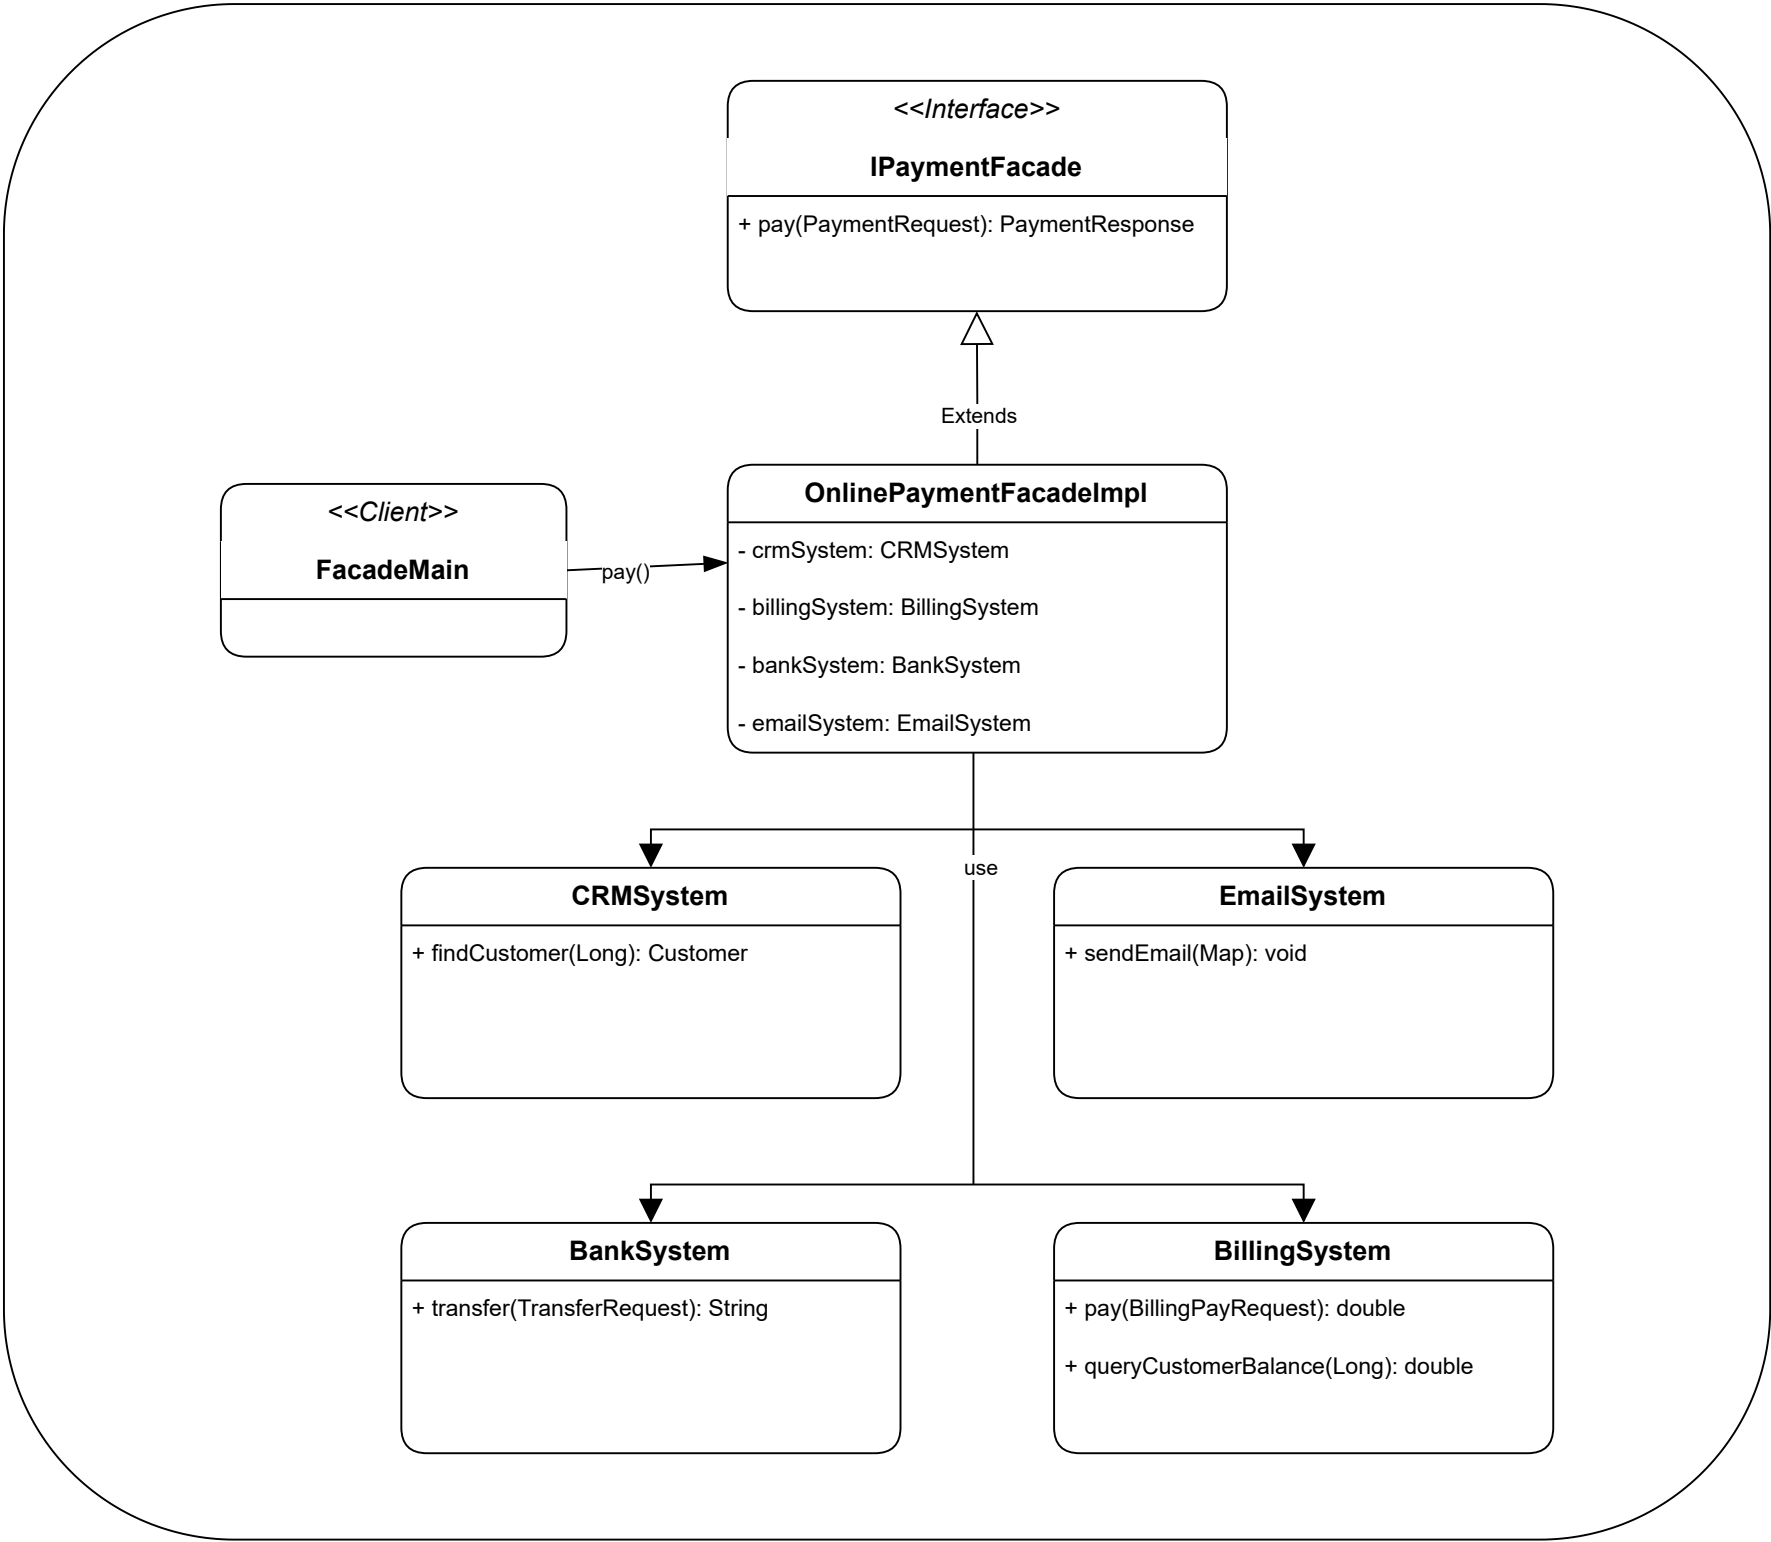 <<Interface>>
IPaymentFacade
+ pay(PaymentRequest): PaymentResponse
Extends
<<Client>>
FacadeMain
pay()
OnlinePaymentFacadeImpl
- crmSystem: CRMSystem
- billingSystem: BillingSystem
- bankSystem: BankSystem
- emailSystem: EmailSystem
use
CRMSystem
+ findCustomer(Long): Customer
EmailSystem
+ sendEmail(Map): void
BankSystem
+ transfer(TransferRequest): String
BillingSystem
+ pay(BillingPayRequest): double
+ queryCustomerBalance(Long): double